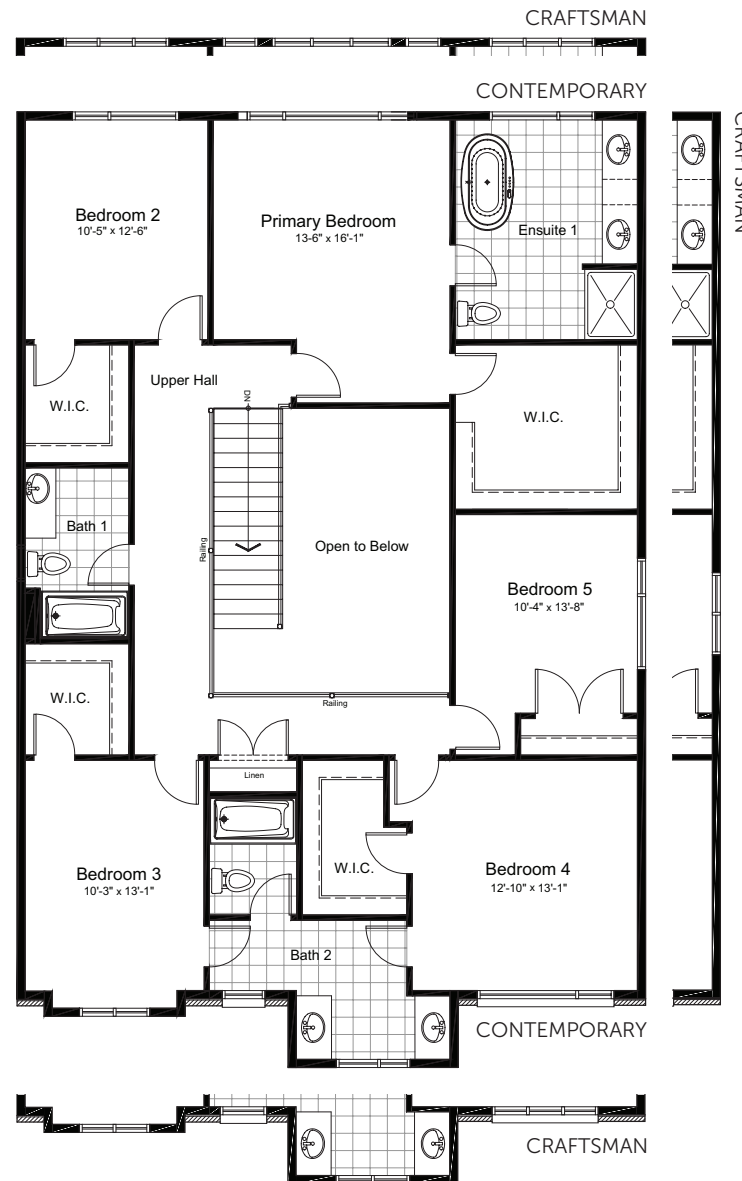 CRAFTSMAN
CONTEMPORARY
CRAFTSMAN
Bedroom 2
10'-5" x 12'-6"
Primary Bedroom
13-6" x 16'-1"
Ensuite 1
Upper Hall
DN
W.I.C.
W.I.C.
Bath 1
Railing
Open to Below
Bedroom 5
10'-4" x 13'-8"
W.I.C.
Railing
Linen
Bedroom 3
10'-3" x 13'-1"
W.I.C.
Bedroom 4
12'-10" x 13'-1"
Bath 2
CONTEMPORARY
CRAFTSMAN